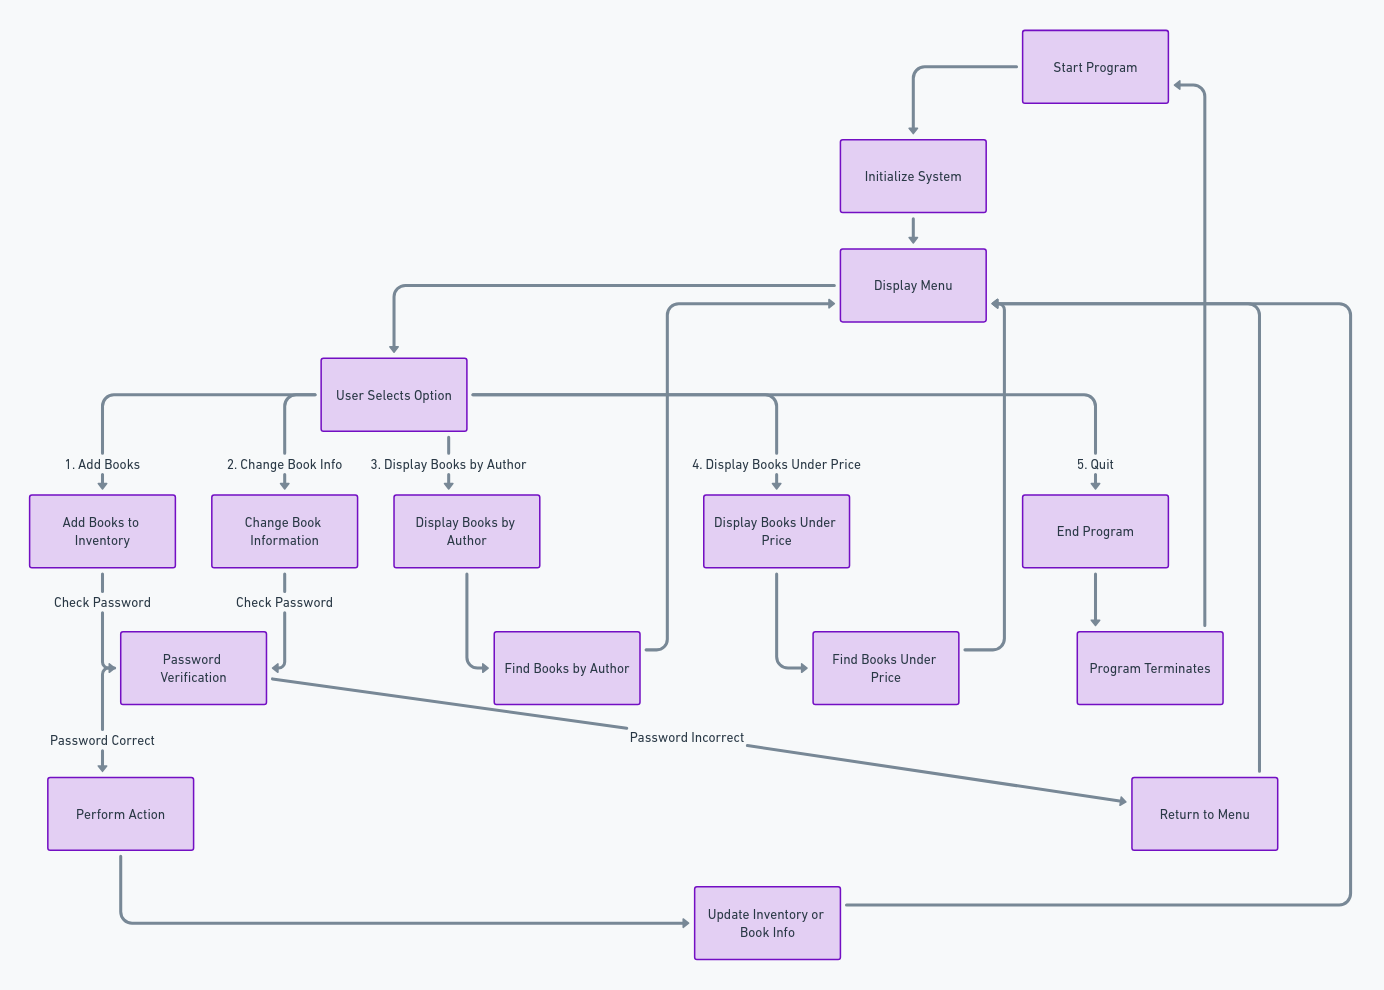 Start Program
Initialize System
Display Menu
User Selects Option
1. Add Books
2. Change Book Info
3. Display Books by Author
4. Display Books Under Price
5. Quit
Add Books to
Inventory
Change Book
Information
Display Books by
Author
Display Books Under
Price
End Program
Check Password
Check Password
Password
Verification
Find Books by Author
Find Books Under
Price
Program Terminates
Password Correct
Password Incorrect
Perform Action
Return to Menu
Update Inventory or
Book Info